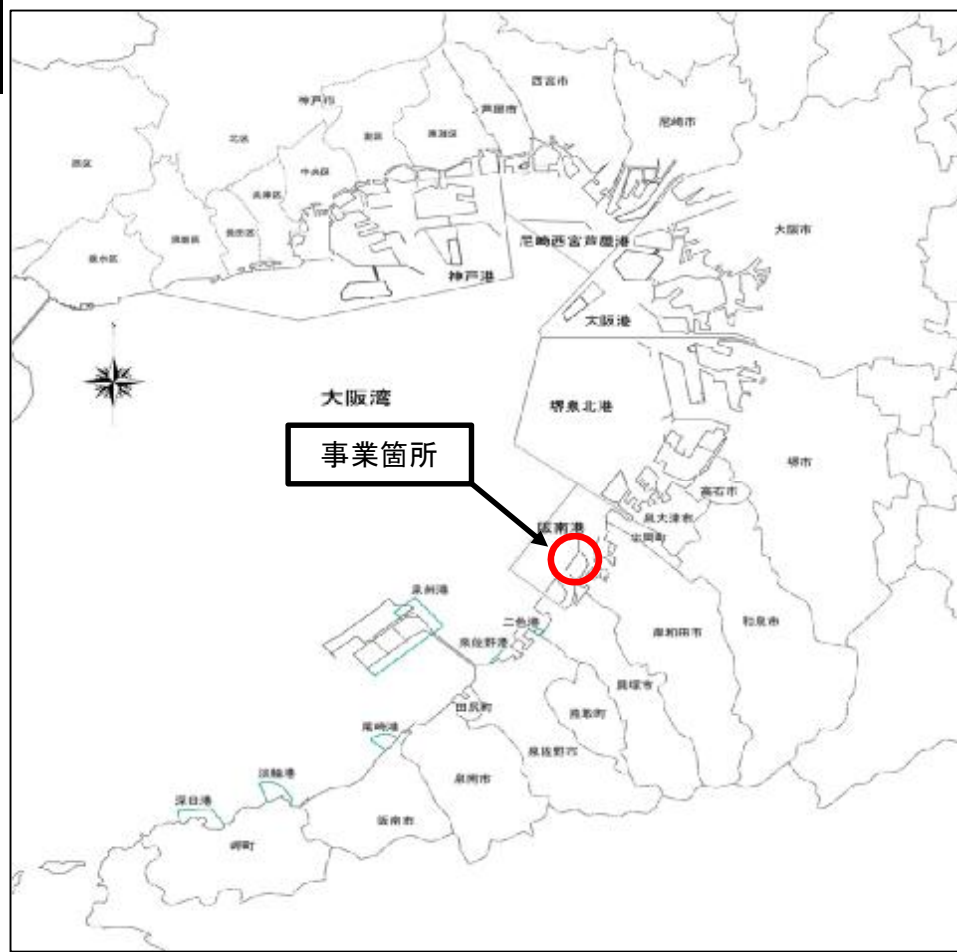 西宮市
神戸市
芦屋市
尼崎市
北区
灘区
東灘区
西区
中央区
兵庫区
須磨区
長田区
大阪市
垂水区
尼崎西宮芦屋港
神戸港
大阪港
大阪湾
堺泉北港
事業箇所
堺市
高石市
泉大津市
阪南港
忠岡町
泉州港
二色港
岸和田市
和泉市
泉佐野港
貝塚市
田尻町
熊取町
尾崎港
泉佐野市
淡輪港
泉南市
深日港
阪南市
岬町